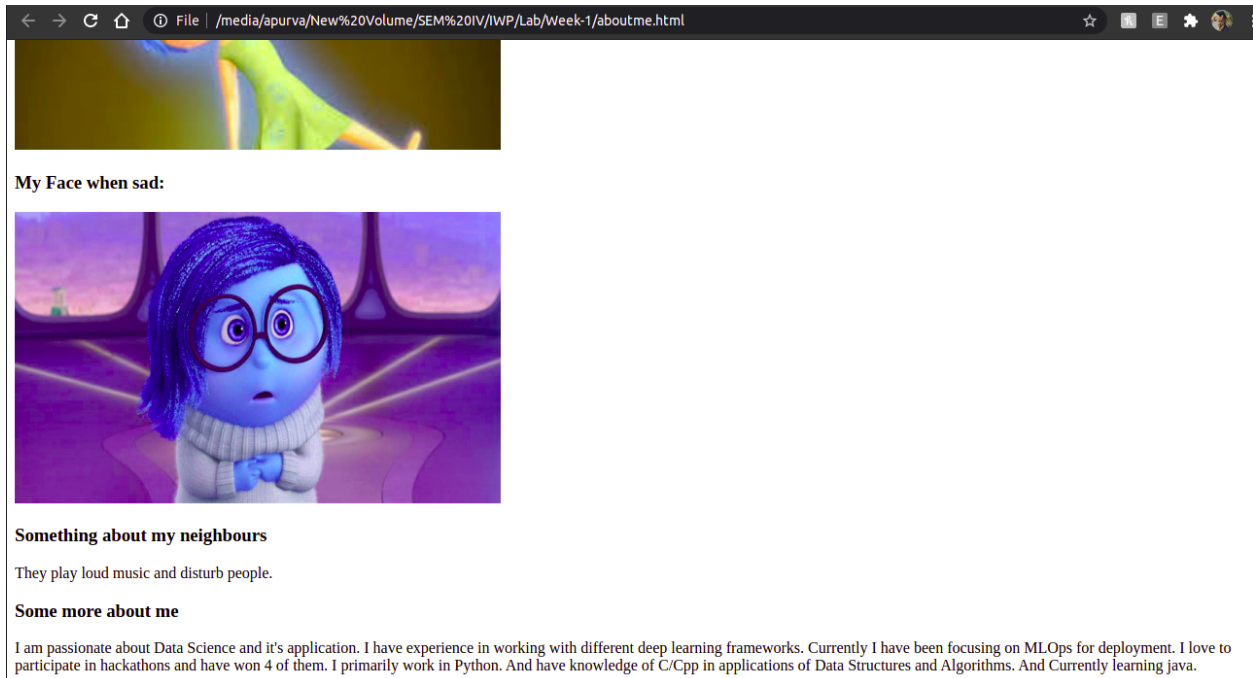 File | /media/apurva/New%20Volume/SEM%20IV/IWP/Lab/Week-1/aboutme.html
E
My Face when sad:
Something about my neighbours
They play loud music and disturb people.
Some more about me
I am passionate about Data Science and it's application. I have experience in working with different deep learning frameworks. Currently I have been focusing on MLOps for deployment. I love to
participate in hackathons and have won 4 of them. I primarily work in Python. And have knowledge of C/Cpp in applications of Data Structures and Algorithms. And Currently learning java.